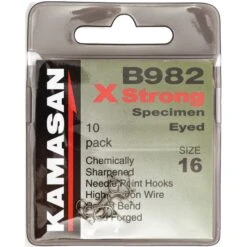 KAMASAN
B982
X Strong
Specimen
Eyed
10
pack
SIZE
16
Chemically
Sharpened
Needle Point Hooks
High Carbon Wire
Bend
Forged